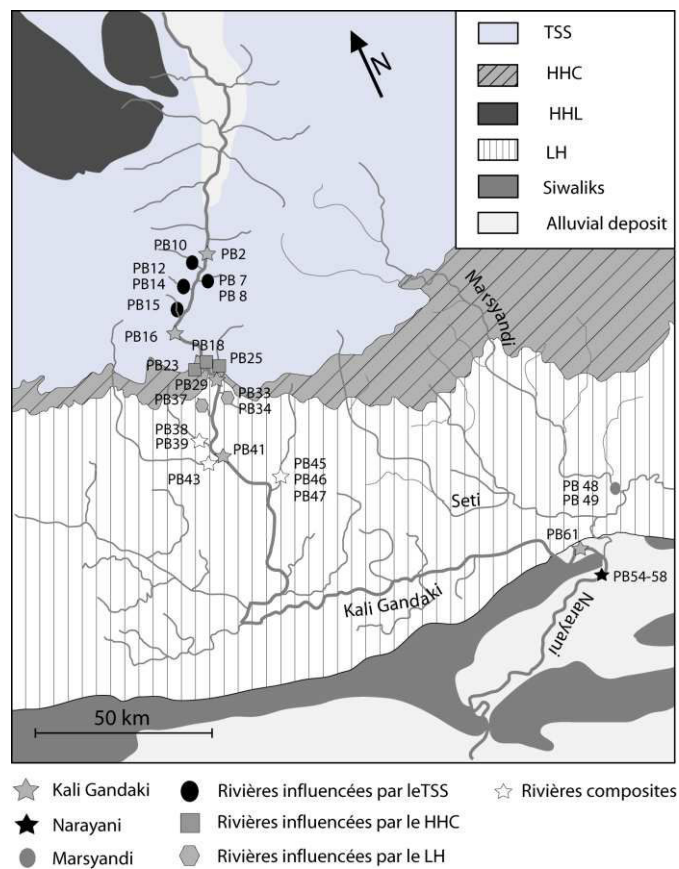 N
TSS
HHC
HHL
LH
Siwaliks
Alluvial deposit
PB10
PB2
PB12
PB14
PB 7
PB 8
PB15
PB16
Marsyandi
PB18
PB23
PB25
PB29
PB37
PB33
PB34
PB38
PB39
PB41
PB43
PB45
PB46
PB47
Seti
PB 48
PB 49
PB61
PB54-58
Kali Gandaki
Narayani
50 km
Kali Gandaki
Rivières influencées par leTSS
Rivières composites
Narayani
Rivières influencées par le HHC
Marsyandi
Rivières influencées par le LH